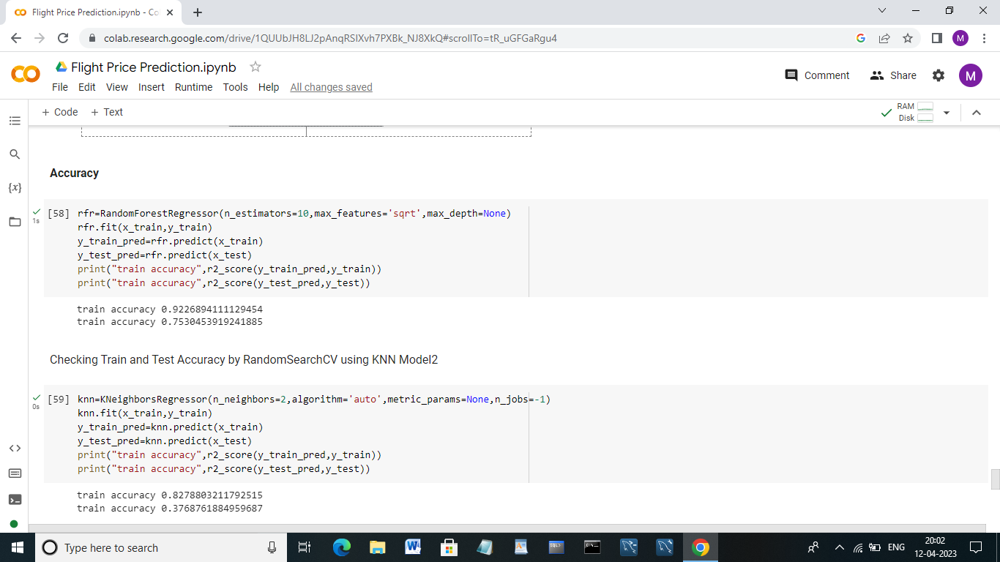 Flight Price Prediction.ipynb - Co
colab.research.google.com/drive/1QUUbJH8LJ2pAnqRSIXvh7PXBk_NJ8XkQ#scrollTo=tR_uGFGaRgu4
M
Flight Price Prediction.ipynb
File Edit View Insert Runtime Tools Help All changes saved
Comment Share M
+ Code + Text
RAM
Disk
Accuracy
[58] rfr=RandomForestRegressor(n_estimators=10,max_features='sqrt',max_depth=None)
1s
rfr.fit(x_train,y_train)
y_train_pred=rfr.predict(x_train)
y_test_pred=rfr.predict(x_test)
print("train accuracy",r2_score(y_train_pred,y_train))
print("train accuracy",r2_score(y_test_pred,y_test))
train accuracy 0.9226894111129454
train accuracy 0.7530453919241885
Checking Train and Test Accuracy by RandomSearchCV using KNN Model2
[59] knn=KNeighborsRegressor(n_neighbors=2,algorithm='auto',metric_params=None,n_jobs=-1)
0s
knn.fit(x_train,y_train)
y_train_pred=knn.predict(x_train)
y_test_pred=knn.predict(x_test)
print("train accuracy",r2_score(y_train_pred,y_train))
print("train accuracy",r2_score(y_test_pred,y_test))
train accuracy 0.8278803211792515
train accuracy 0.3768761884959687
Type here to search
ENG
20:02
12-04-2023